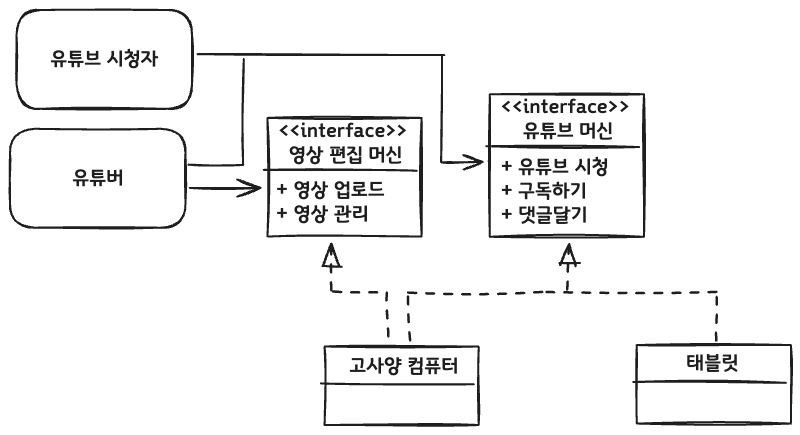 유튜브 시청자
유튜버
<<interface>>
영상 편집 머신
+ 영상 업로드
+ 영상 관리
<<interface>>
유튜브 머신
+ 유튜브 시청
+ 구독하기
+ 댓글달기
고사양 컴퓨터
태블릿